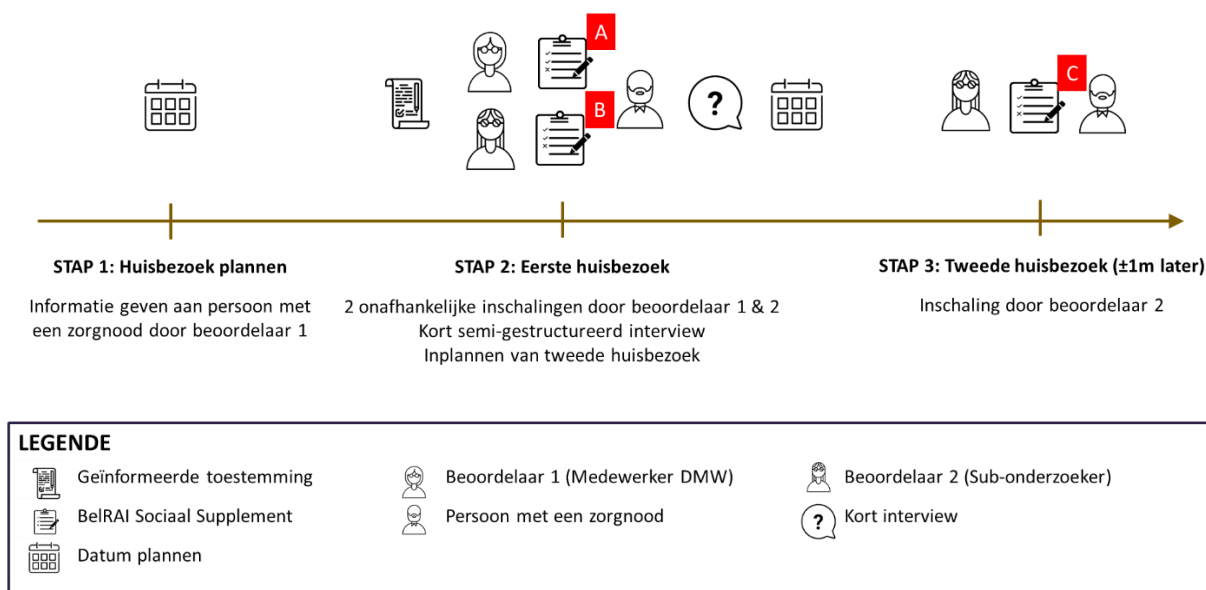 A
B
?
C
STAP 1: Huisbezoek plannen
Informatie geven aan persoon met
een zorgnood door beoordelaar 1
STAP 2: Eerste huisbezoek
2 onafhankelijke inschalingen door beoordelaar 1 & 2
Kort semi-gestructureerd interview
Inplannen van tweede huisbezoek
STAP 3: Tweede huisbezoek (±1m later)
Inschaling door beoordelaar 2
LEGENDE
Geïnformeerde toestemming
Beoordelaar 1 (Medewerker DMW)
Beoordelaar 2 (Sub-onderzoeker)
BelRAI Sociaal Supplement
Persoon met een zorgnood
?
Kort interview
Datum plannen